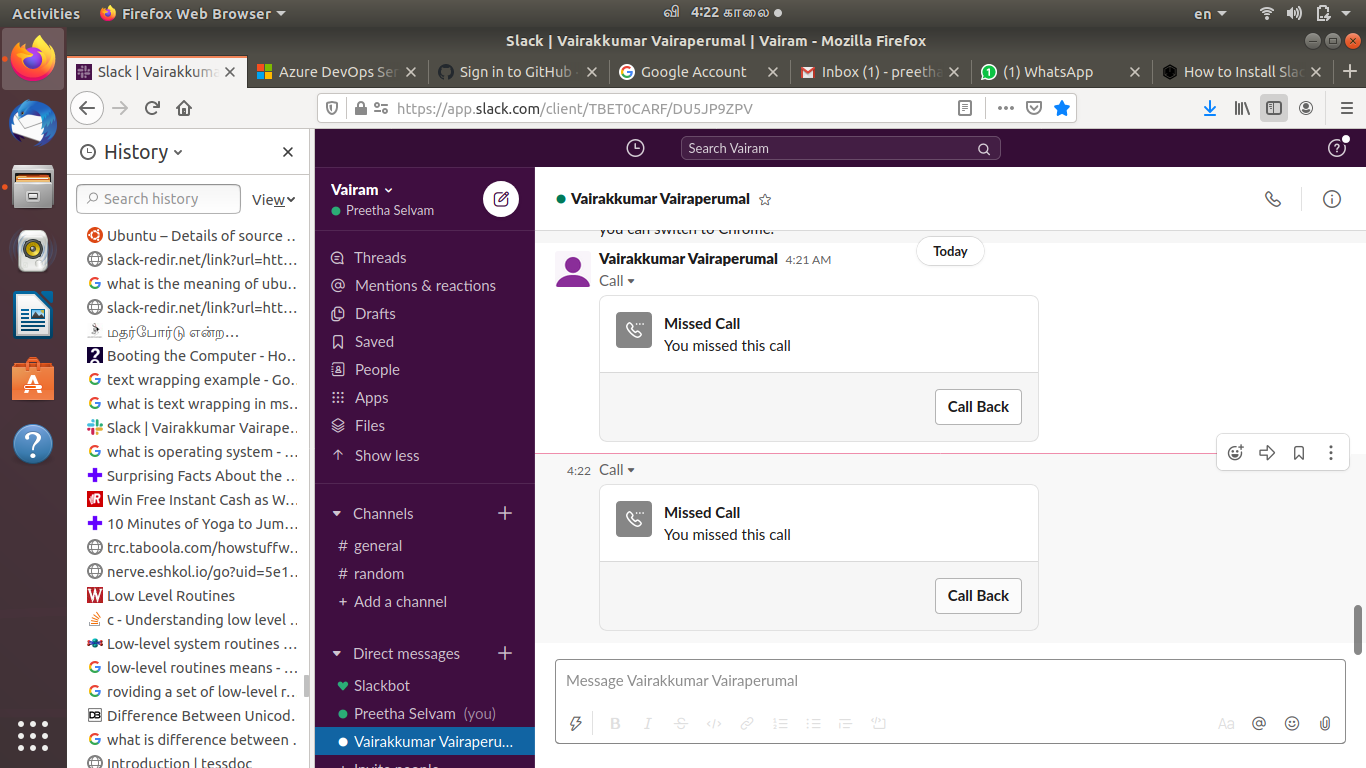 Activities
Firefox Web Browser
வி 4:22 காலை
en
Slack | Vairakkumar Vairaperumal | Vairam - Mozilla Firefox
Slack | Vairakkuma
Azure DevOps Ser
Sign in to GitHub ·
Google Account
Inbox (1) - preetha
(1) WhatsApp
How to Install Slac
https://app.slack.com/client/TBET0CARF/DU5JP9ZPV
History
Search history
View
Ubuntu – Details of source …
slack-redir.net/link?url=htt…
what is the meaning of ubu…
slack-redir.net/link?url=htt…
மதர்போர்டு என்ற…
Booting the Computer - Ho…
text wrapping example - Go…
what is text wrapping in ms…
Slack | Vairakkumar Vairape…
what is operating system - …
Surprising Facts About the …
Win Free Instant Cash as W…
10 Minutes of Yoga to Jum…
trc.taboola.com/howstuffw…
nerve.eshkol.io/go?uid=5e1…
Low Level Routines
c - Understanding low level …
Low-level system routines …
low-level routines means - …
roviding a set of low-level r…
Difference Between Unicod…
what is difference between …
Introduction | tessdoc
Search Vairam
Vairam
Preetha Selvam
Threads
Mentions & reactions
Drafts
Saved
People
Apps
Files
Show less
Channels
# general
# random
+ Add a channel
Direct messages
Slackbot
Preetha Selvam (you)
Vairakkumar Vairaperu…
+ Invite people
Vairakkumar Vairaperumal
you can switch to Chrome.
Today
Vairakkumar Vairaperumal 4:21 AM
Call
Missed Call
You missed this call
Call Back
4:22 Call
Missed Call
You missed this call
Call Back
Message Vairakkumar Vairaperumal
B I S
Aa @